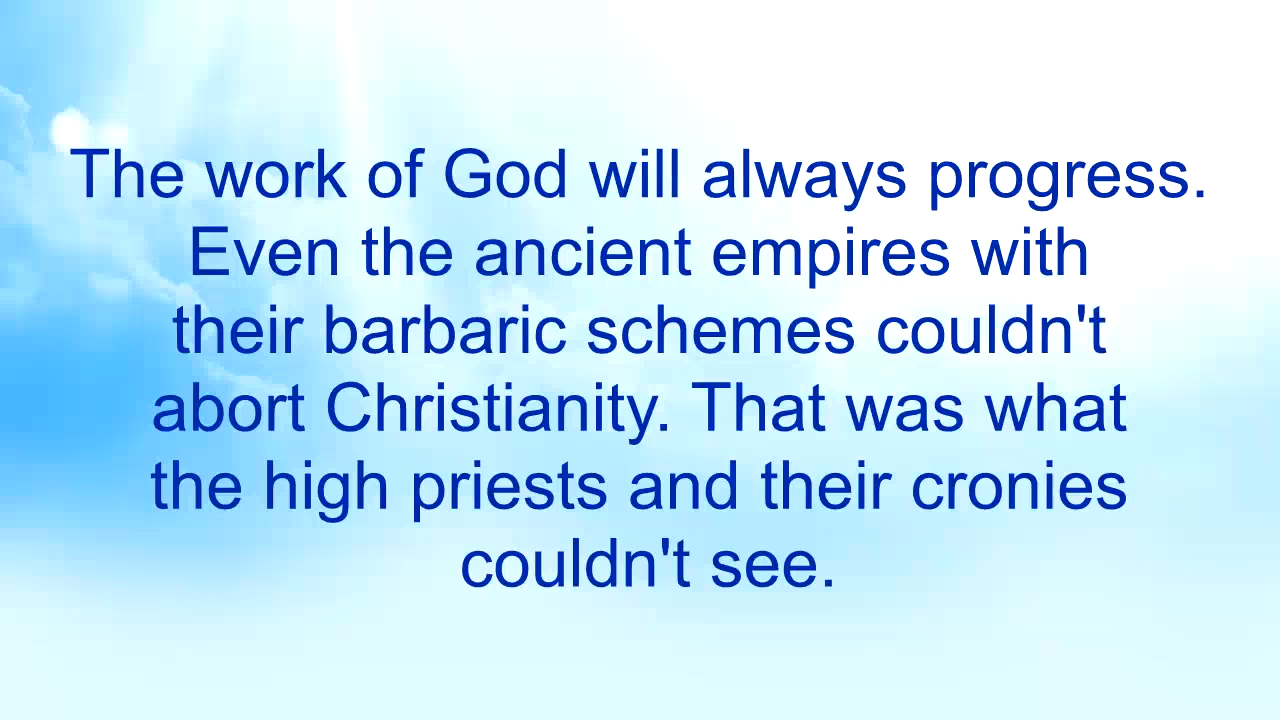 The work of God will always progress.
Even the ancient empires with
their barbaric schemes couldn't
abort Christianity. That was what
the high priests and their cronies
couldn't see.